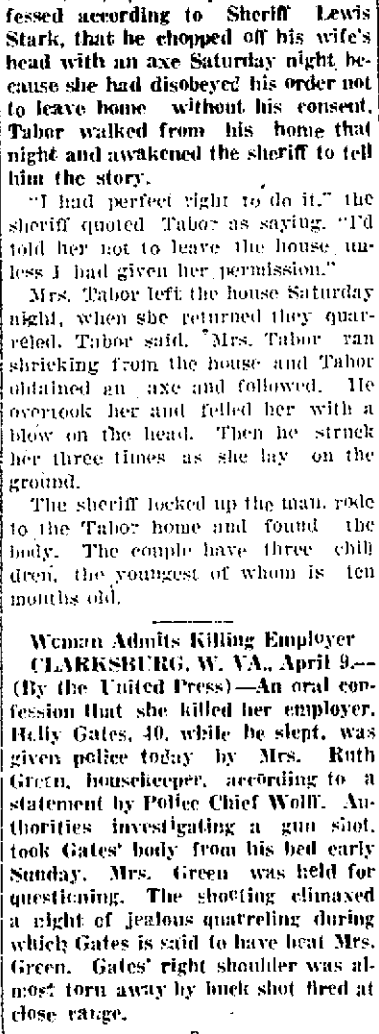 fessed according to Sheriff Lewis
Stark, that he chopped off his wife's
head with an axe Saturday night, be-
cause she had disobeyed his order not
to leave home without his consent.
Tabor walked from his home that
night and awakened the sheriff to tell
him the story.
"I had perfect right to do it," the
sheriff quoted Tabor as saying. "I'd
told her not to leave the house un-
less I had given her permission."
Mrs. Tabor left the house Saturday
night, when she returned they quar-
reled, Tabor said. Mrs. Tabor ran
shrieking from the house and Tabor
obtained an axe and followed. He
overtook her and felled her with a
blow on the head. Then he struck
her three times as she lay on the
ground.
The sheriff locked up the man, rode
to the Tabor home and found the
body. The couple have three chil
dren, the youngest of whom is ten
months old.
Woman Admits Killing Employer
CLARKSBURG, W. VA., April 9.—
(By the United Press)—An oral con-
fession that she killed her employer,
Gates, 40, while he slept, was
given police today by Mrs. Ruth
Green, housekeeper, according to a
statement by Police Chief Wolff. Au-
thorities investigating a gun shot,
took Gates' body from his bed early
Sunday. Mrs. Green was held for
questioning. The shooting climaxed
a night of jealous quarreling during
which Gates is said to have beat Mrs.
Green. Gates' right shoulder was al-
most torn away by buck shot fired at
close range.